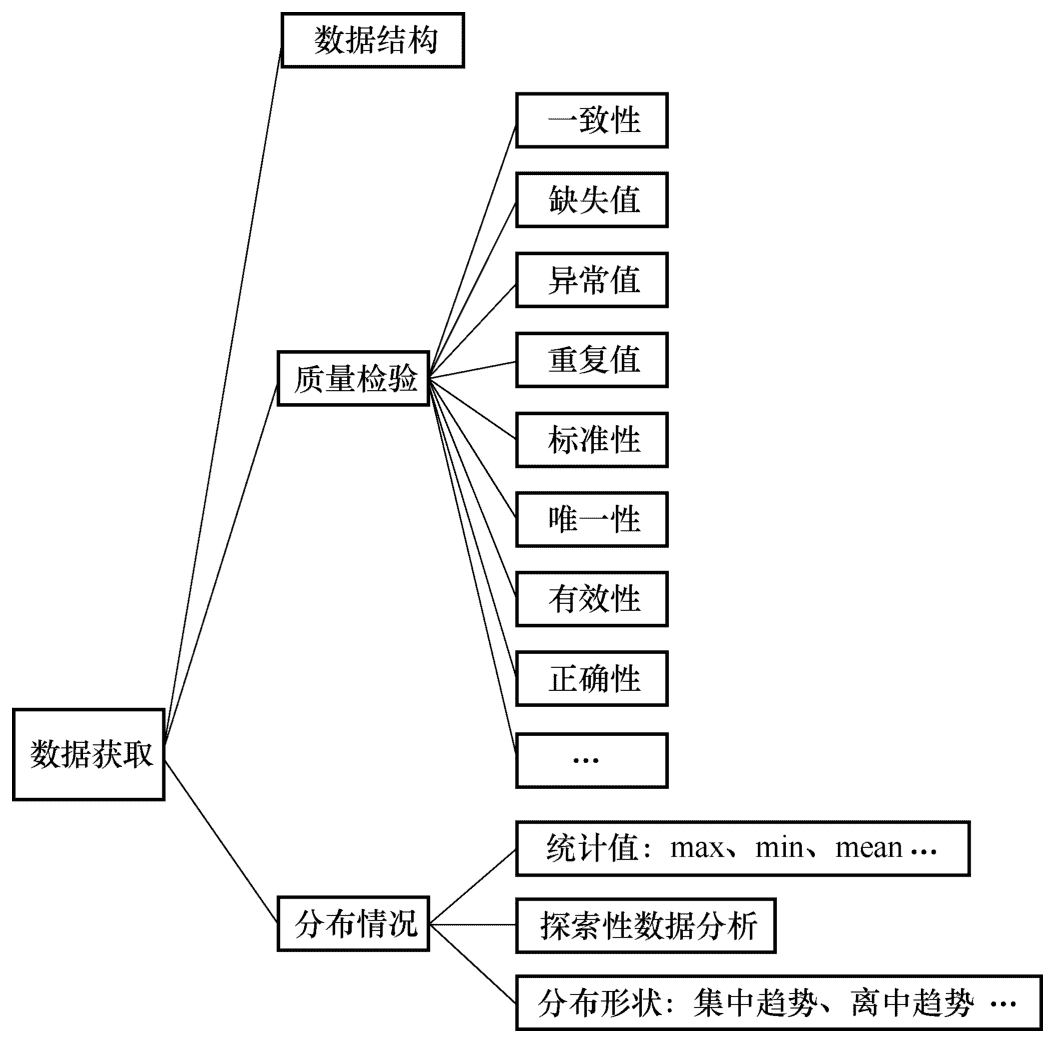 数据结构
一致性
缺失值
异常值
质量检验
重复值
标准性
唯一性
有效性
正确性
数据获取
…
统计值：max、min、mean…
分布情况
探索性数据分析
分布形状：集中趋势、离中趋势 …